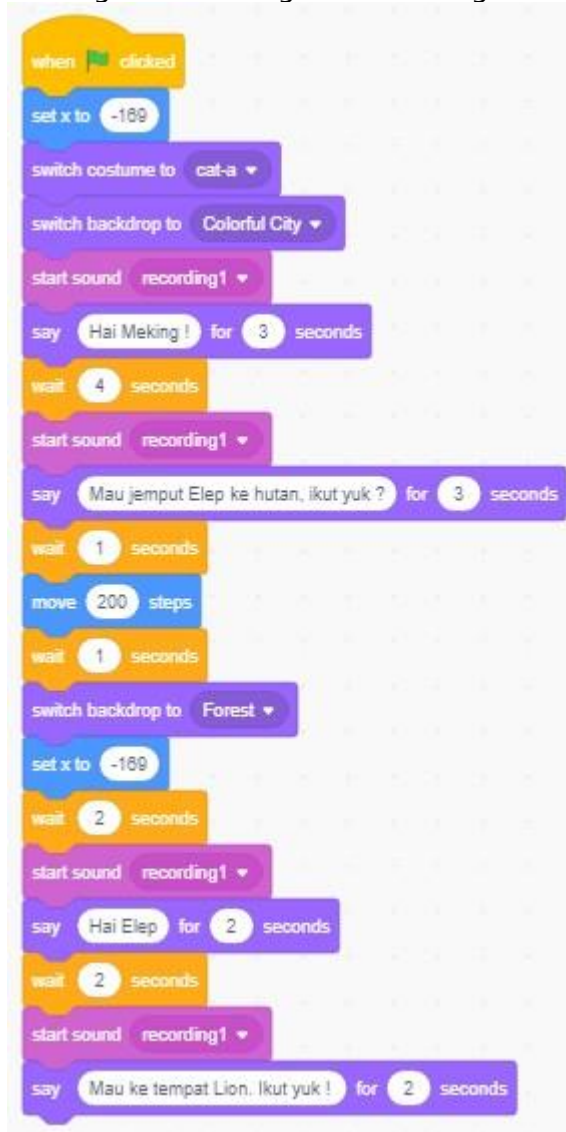 when clicked
set x to -169
switch costume to cat-a
switch backdrop to Colorful City
start sound recording1
say Hai Meking ! for 3 seconds
wait 4 seconds
start sound recording1
say Mau jemput Elep ke hutan, ikut yuk ? for 3 seconds
wait 1 seconds
move 200 steps
wait 1 seconds
switch backdrop to Forest
set x to -169
wait 2 seconds
start sound recording1
say Hai Elep for 2 seconds
wait 2 seconds
start sound recording1
say Mau ke tempat Lion. Ikut yuk ! for 2 seconds